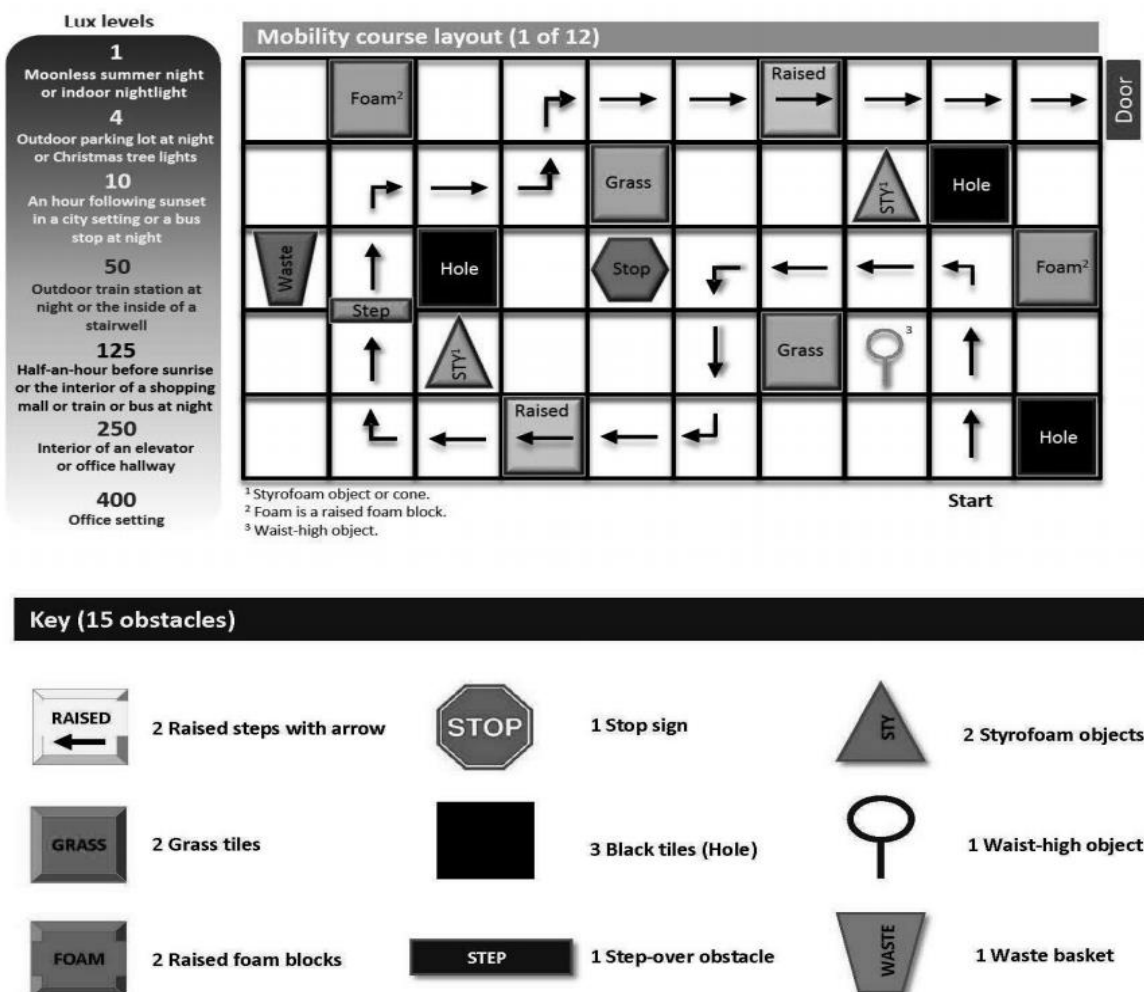 Lux levels
1
Moonless summer night
or indoor nightlight
4
Outdoor parking lot at night
or Christmas tree lights
10
An hour following sunset
in a city setting or a bus
stop at night
50
Outdoor train station at
night or the inside of a
stairwell
125
Half-an-hour before sunrise
or the interior of a shopping
mall or train or bus at night
250
Interior of an elevator
or office hallway
400
Office setting
Mobility course layout (1 of 12)
Foam²
Raised
Door
Grass
STY¹
Hole
Waste
Hole
Stop
Foam²
Step
STY¹
Grass
3
Raised
Hole
Start
¹ Styrofoam object or cone.
² Foam is a raised foam block.
³ Waist-high object.
Key (15 obstacles)
RAISED
2 Raised steps with arrow
STOP
1 Stop sign
STY
2 Styrofoam objects
GRASS
2 Grass tiles
3 Black tiles (Hole)
1 Waist-high object
FOAM
2 Raised foam blocks
STEP
1 Step-over obstacle
WASTE
1 Waste basket